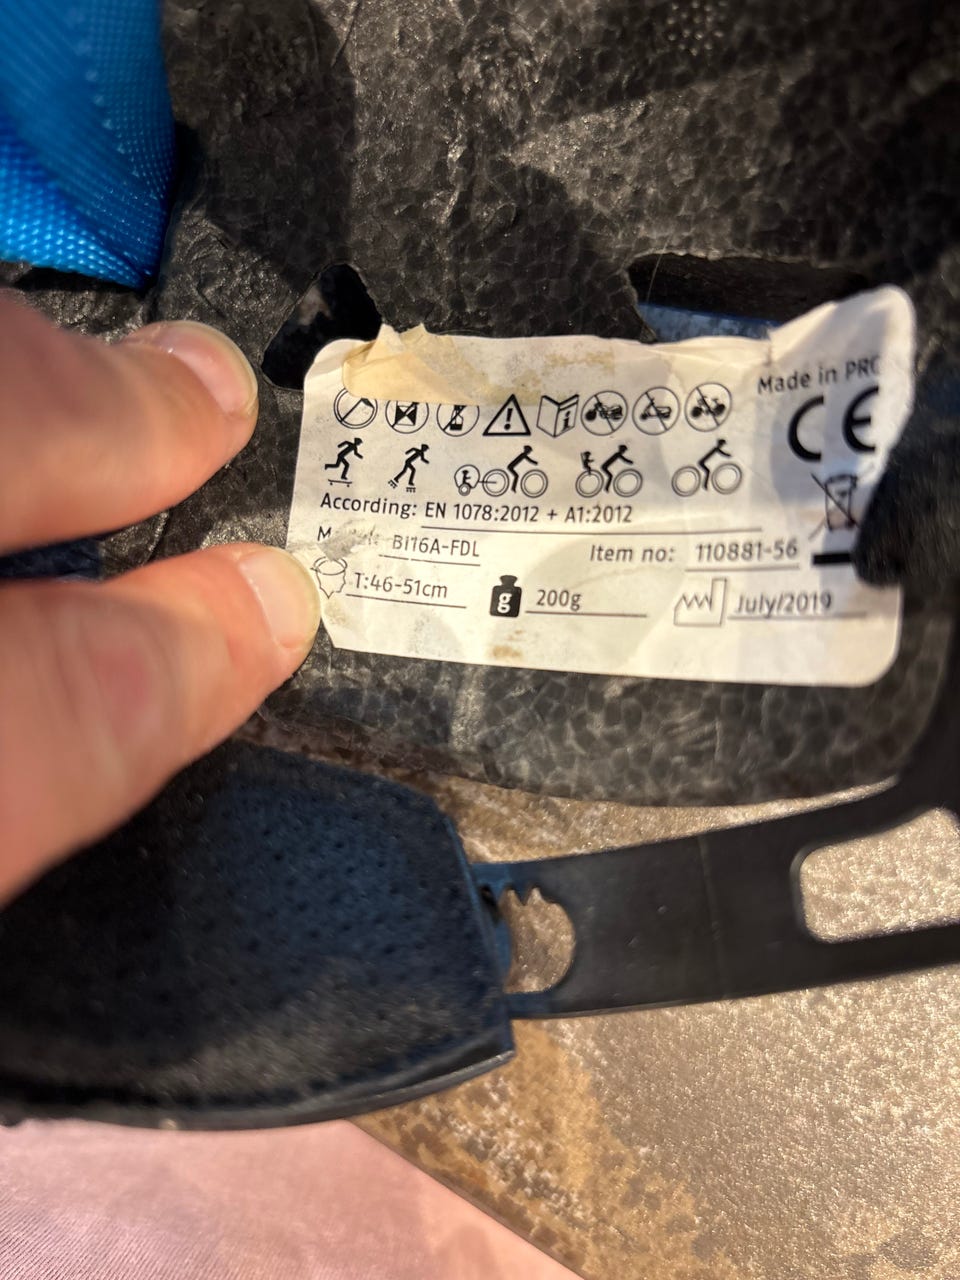 Made in PRC
CE
According: EN 1078:2012 + A1:2012
BI16A-FDL Item no: 110881-56
T:46-51cm g 200g July/2019